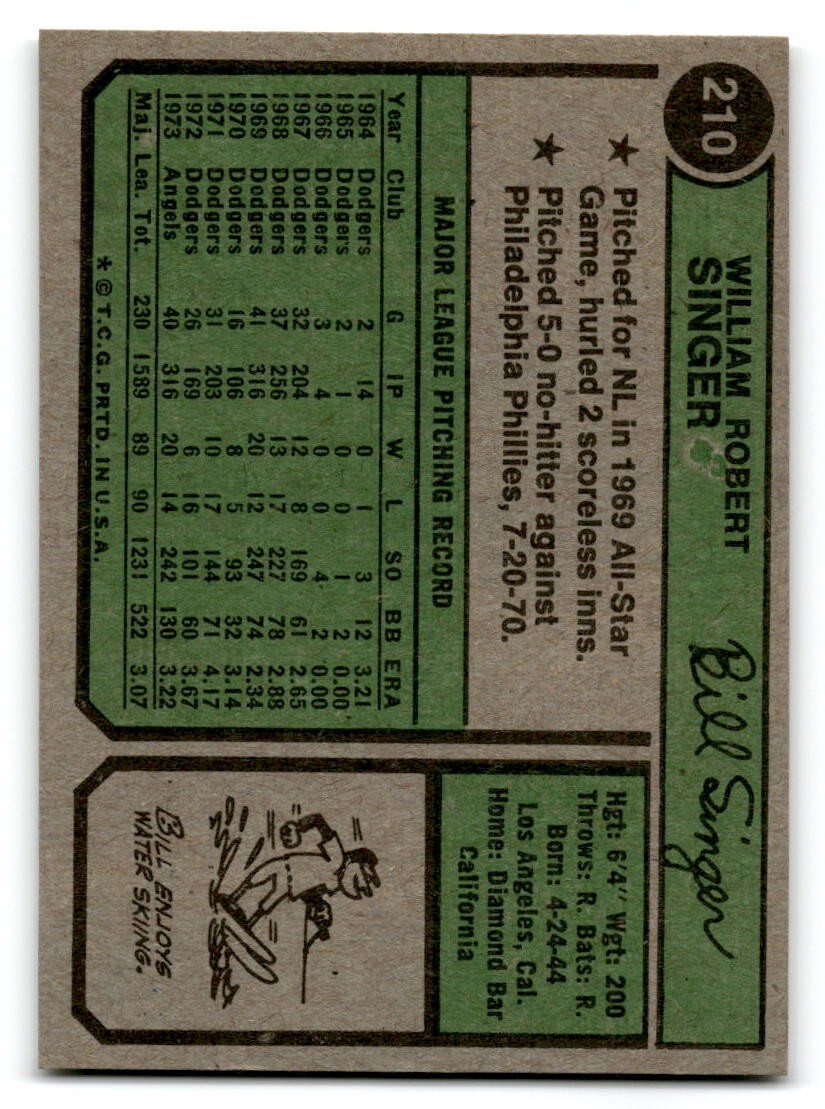 210
WILLIAM ROBERT
SINGER
Bill Singer
★ Pitched for NL in 1969 All-Star
Game, hurled 2 scoreless inns.
★ Pitched 5-0 no-hitter against
Philadelphia Phillies, 7-20-70.
Hgt: 6'4" Wgt: 200
Throws: R. Bats: R.
Born: 4-24-44
Los Angeles, Cal.
Home: Diamond Bar
California
MAJOR LEAGUE PITCHING RECORD
Year Club G IP W L SO BB ERA
1964 Dodgers 2 14 0 1 3 12 3.21
1965 Dodgers 2 1 0 0 1 2 0.00
1966 Dodgers 3 4 0 0 4 2 0.00
1967 Dodgers 32 204 12 8 169 61 2.65
1968 Dodgers 37 256 13 17 227 78 2.88
1969 Dodgers 41 316 20 12 247 74 2.34
1970 Dodgers 16 106 8 5 93 32 3.14
1971 Dodgers 31 203 10 17 144 71 4.17
1972 Dodgers 26 169 6 16 101 60 3.67
1973 Angels 40 316 20 14 242 130 3.22
Maj. Lea. Tot. 230 1589 89 90 1231 522 3.07
* © T.C.G. PRTD. IN U.S.A.
BILL ENJOYS
WATER SKIING.